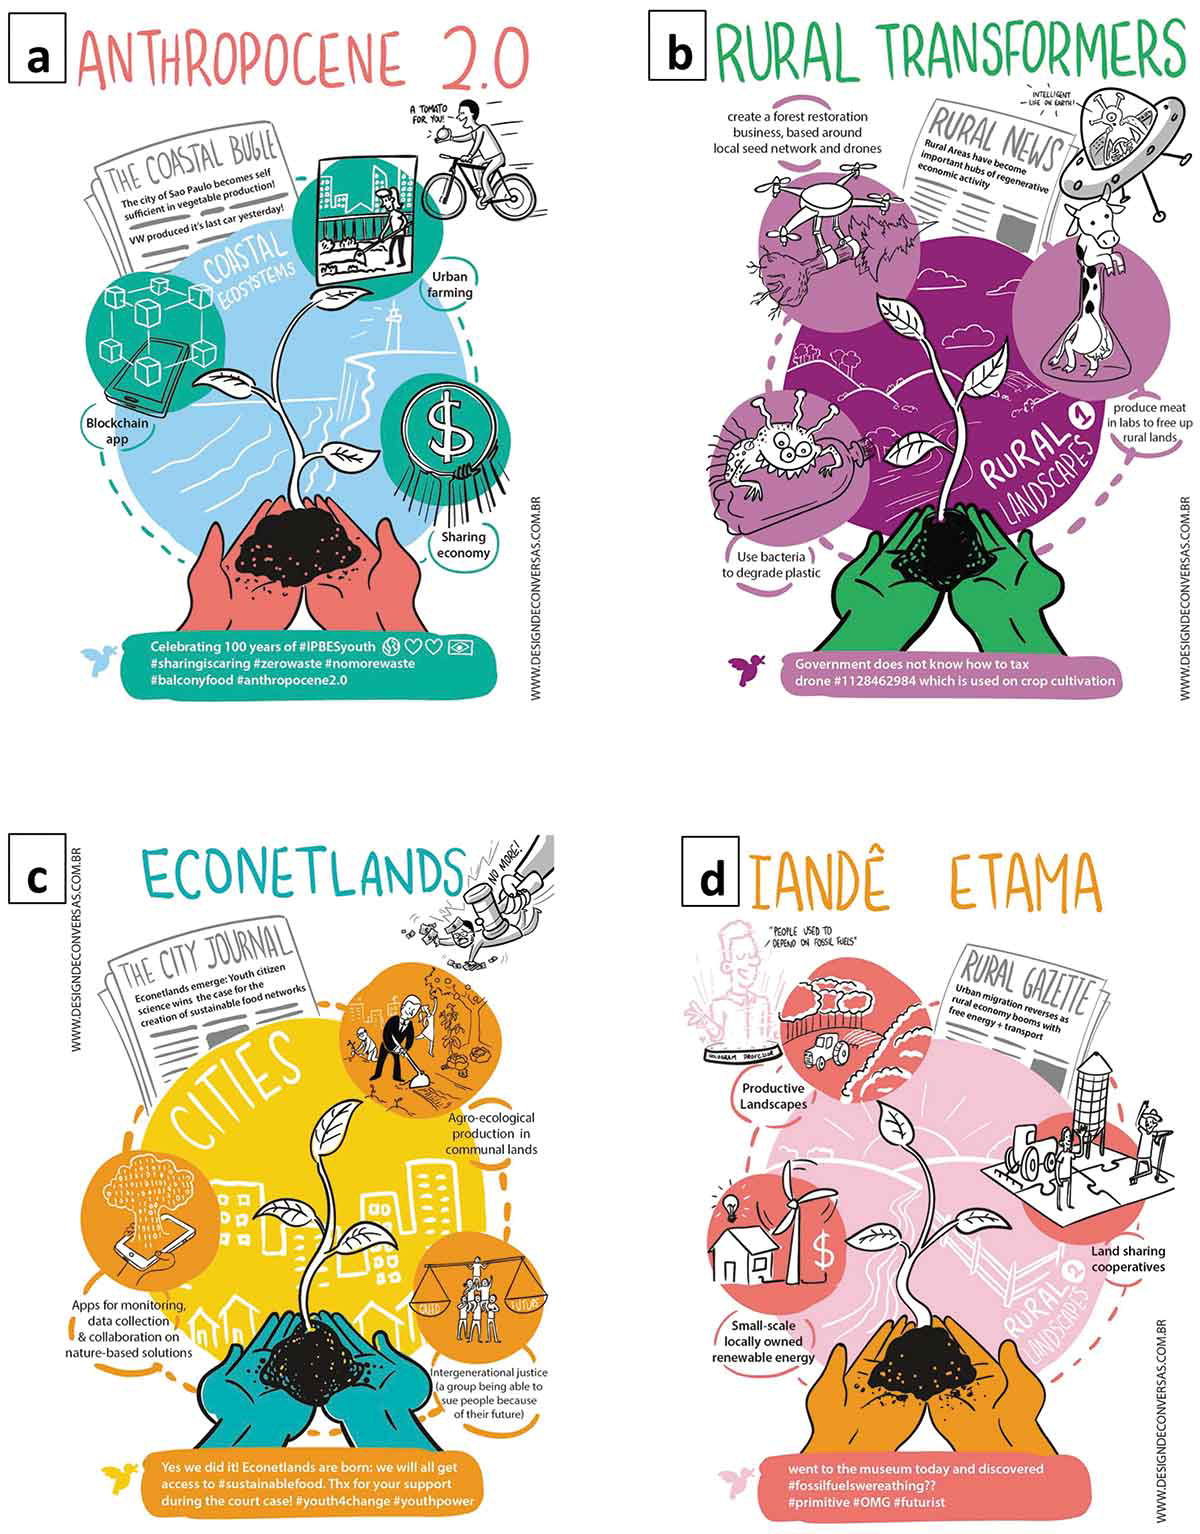 a
ANTHROPOCENE 2.0
A TOMATO
FOR YOU!
THE COASTAL BUGLE
The city of Sao Paulo becomes self
sufficient in vegetable production!
VW produced it's last car yesterday!
COASTAL
ECOSYSTEMS
Urban
farming
Blockchain
app
$
Sharing
economy
Celebrating 100 years of #IPBESyouth
#sharingiscaring #zerowaste #nomorewaste
#balconyfood #anthropocene2.0
WWW.DESIGNDECONVERSAS.COM.BR
b
RURAL TRANSFORMERS
create a forest restoration
business, based around
local seed network and drones
INTELLIGENT
LIFE ON EARTH!
RURAL NEWS
Rural Areas have become
important hubs of regenerative
economic activity
produce meat
in labs to free up
rural lands
RURAL 1
LANDSCAPES
Use bacteria
to degrade plastic
Government does not know how to tax
drone #1128462984 which is used on crop cultivation
WWW.DESIGNDECONVERSAS.COM.BR
c
WWW.DESIGNDECONVERSAS.COM.BR
ECONETLANDS
NO MORE!
THE CITY JOURNAL
Econetlands emerge: Youth citizen
science wins the case for the
creation of sustainable food networks
CITIES
Agro-ecological
production in
communal lands
Apps for monitoring,
data collection
& collaboration on
nature-based solutions
FUTURE
Intergenerational justice
(a group being able to
sue people because
of their future)
Yes we did it! Econetlands are born: we will all get
access to #sustainablefood. Thx for your support
during the court case! #youth4change #youthpower
d
IANDÊ ETAMA
"PEOPLE USED TO
DEPEND ON FOSSIL FUELS"
HOLOGRAM PROFESSOR
RURAL GAZETTE
Urban migration reverses as
rural economy booms with
free energy + transport
Productive
Landscapes
Land sharing
cooperatives
$
RURAL 2
LANDSCAPES
Small-scale
locally owned
renewable energy
went to the museum today and discovered
#fossilfuelswereathing??
#primitive #OMG #futurist
WWW.DESIGNDECONVERSAS.COM.BR